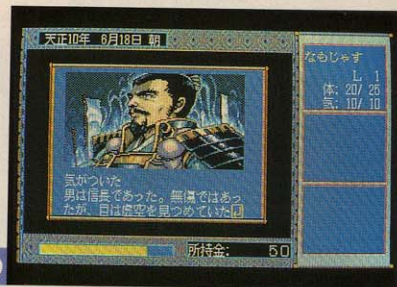 天正10年 6月18日 朝
なもじゃす
L 1
体: 20/ 25
気: 10/ 10
気がついた
男は信長であった。無傷ではあっ
たが、目は虚空を見つめていた
所持金: 50